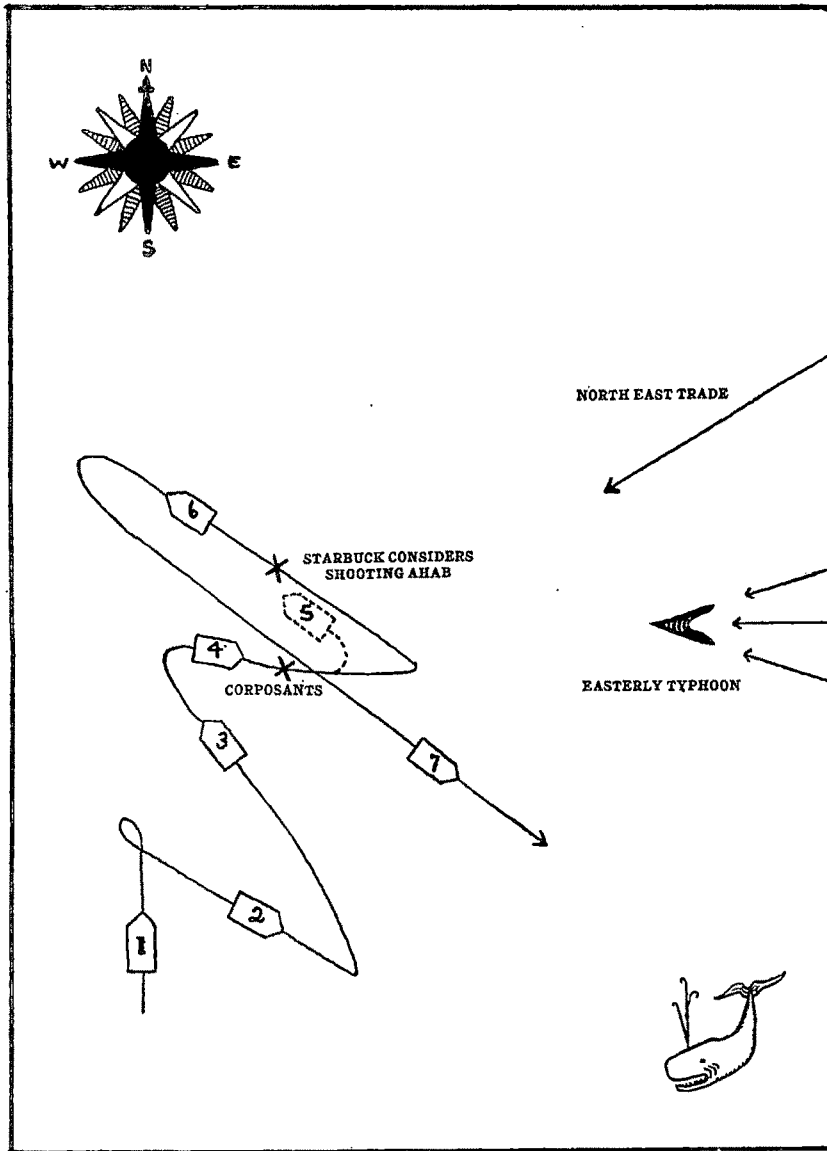 N
W E
S
NORTH EAST TRADE
6
STARBUCK CONSIDERS
SHOOTING AHAB
5
4
CORPOSANTS
EASTERLY TYPHOON
3
7
2
1